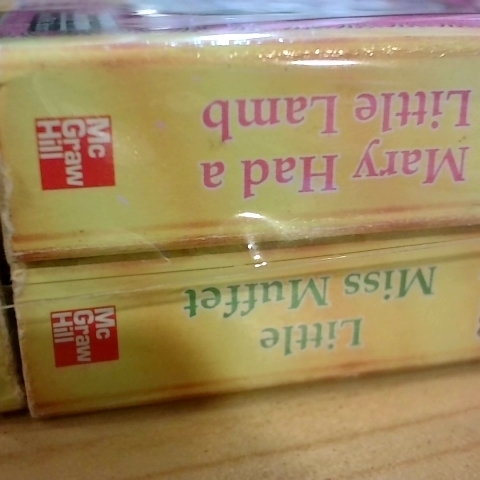 Mary Had a
Little Lamb
Mc
Graw
Hill
Little
Miss Muffet
Mc
Graw
Hill